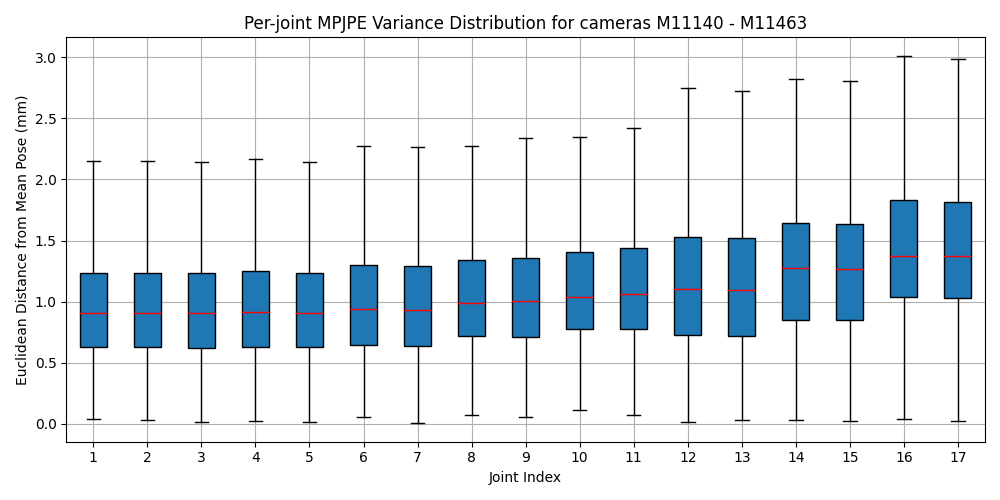 Per-joint MPJPE Variance Distribution for cameras M11140 - M11463
Euclidean Distance from Mean Pose (mm)
3.0
2.5
2.0
1.5
1.0
0.5
0.0
1 2 3 4 5 6 7 8 9 10 11 12 13 14 15 16 17
Joint Index